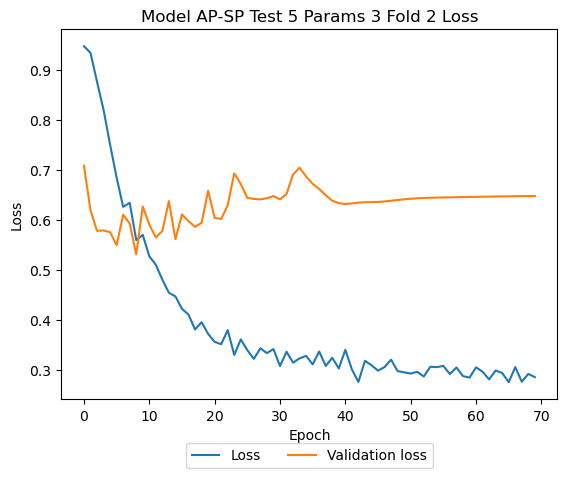 Model AP-SP Test 5 Params 3 Fold 2 Loss
0.9
0.8
0.7
0.6
0.5
0.4
0.3
Loss
0 10 20 30 40 50 60 70
Epoch
Loss Validation loss